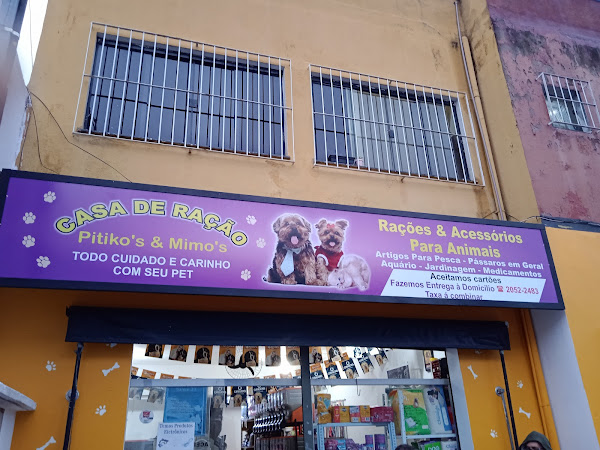 CASA DE RAÇÃO
Pitiko's & Mimo's
TODO CUIDADO E CARINHO
COM SEU PET
Rações & Acessórios
Para Animais
Artigos Para Pesca - Pássaros em Geral
Aquário - Jardinagem - Medicamentos
Aceitamos cartões
Fazemos Entrega à Domicílio ☎ 2052-2483
Taxa à combinar